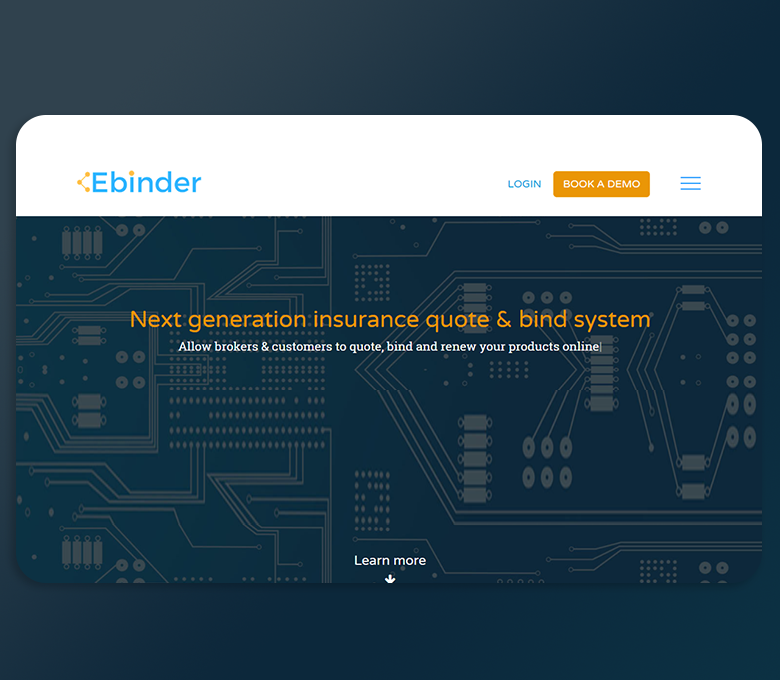 Ebinder
LOGIN
BOOK A DEMO
Next generation insurance quote & bind system
Allow brokers & customers to quote, bind and renew your products online|
Learn more